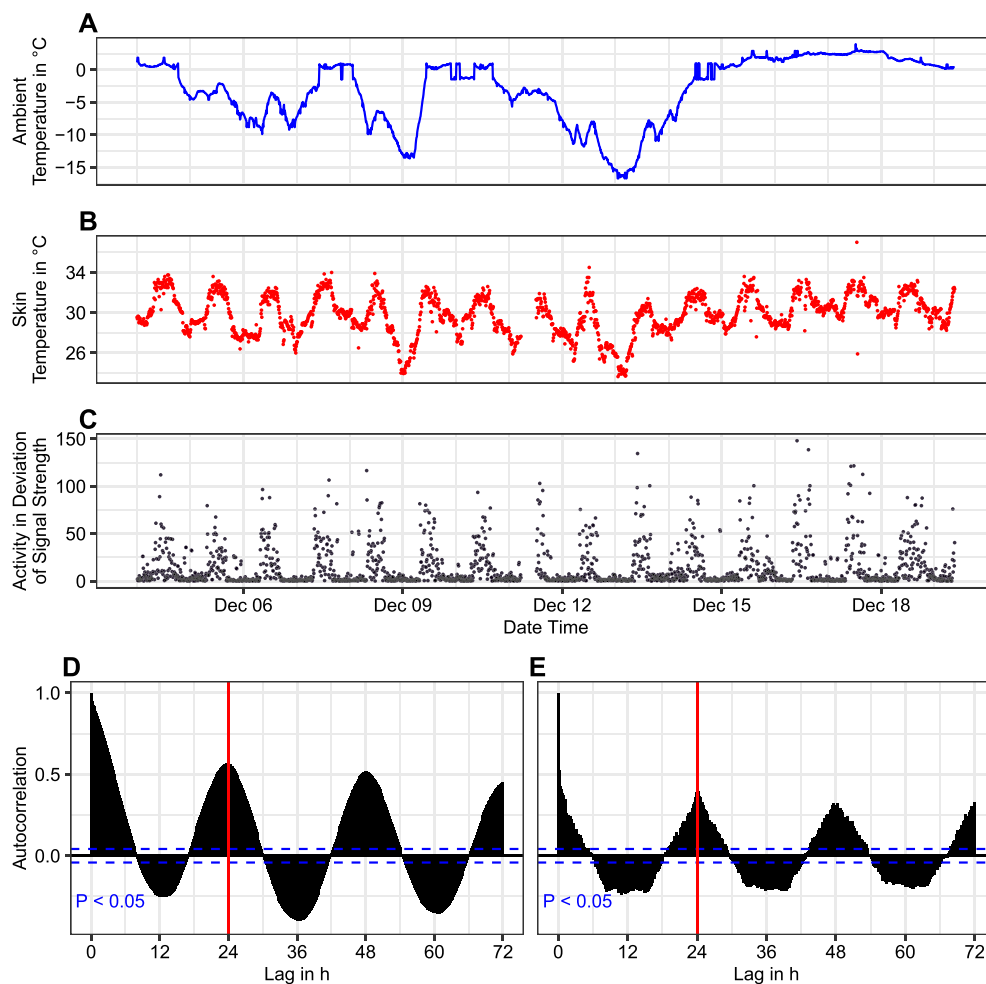 A
Ambient
Temperature in °C
0
−5
−10
−15
B
Skin
Temperature in °C
34
30
26
C
Activity in Deviation
of Signal Strength
150
100
50
0
Dec 06 Dec 09 Dec 12 Dec 15 Dec 18
Date Time
D
Autocorrelation
1.0
0.5
0.0
P < 0.05
0 12 24 36 48 60 72
Lag in h
E
P < 0.05
0 12 24 36 48 60 72
Lag in h